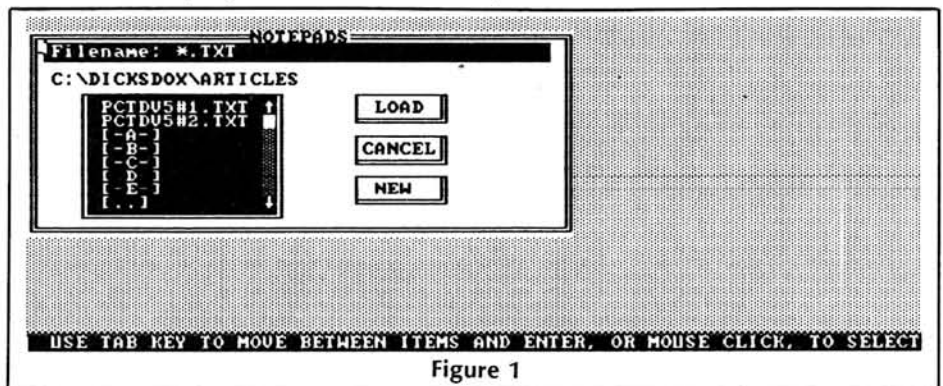 NOTEPADS
Filename: *.TXT
C:\DICKSDOX\ARTICLES
PCTDV5#1.TXT ↑
PCTDV5#2.TXT
[-A-]
[-B-]
[-C-]
[ D ]
[-E-]
[..] ↓
LOAD
CANCEL
NEW
USE TAB KEY TO MOVE BETWEEN ITEMS AND ENTER, OR MOUSE CLICK, TO SELECT
Figure 1